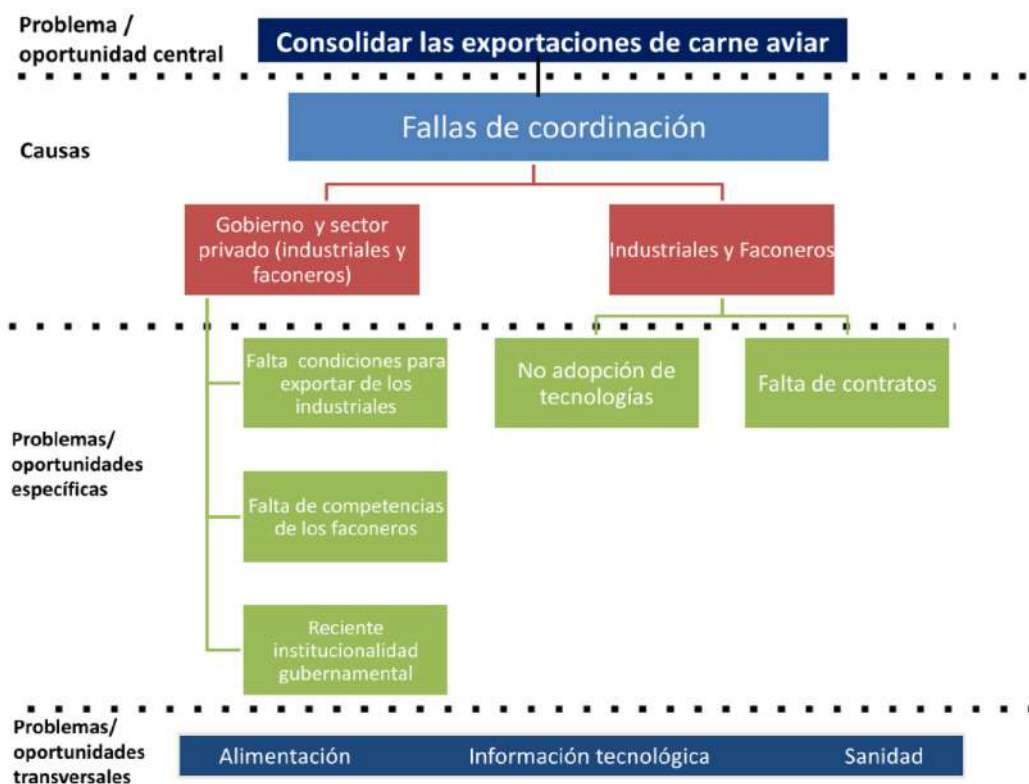 Problema /
oportunidad central
Consolidar las exportaciones de carne aviar
Causas
Fallas de coordinación
Gobierno y sector
privado (industriales y
faconeros)
Industriales y Faconeros
Problemas/
oportunidades
específicas
Falta condiciones para
exportar de los
industriales
No adopción de
tecnologías
Falta de contratos
Falta de competencias
de los faconeros
Reciente
institucionalidad
gubernamental
Problemas/
oportunidades
transversales
Alimentación
Información tecnológica
Sanidad